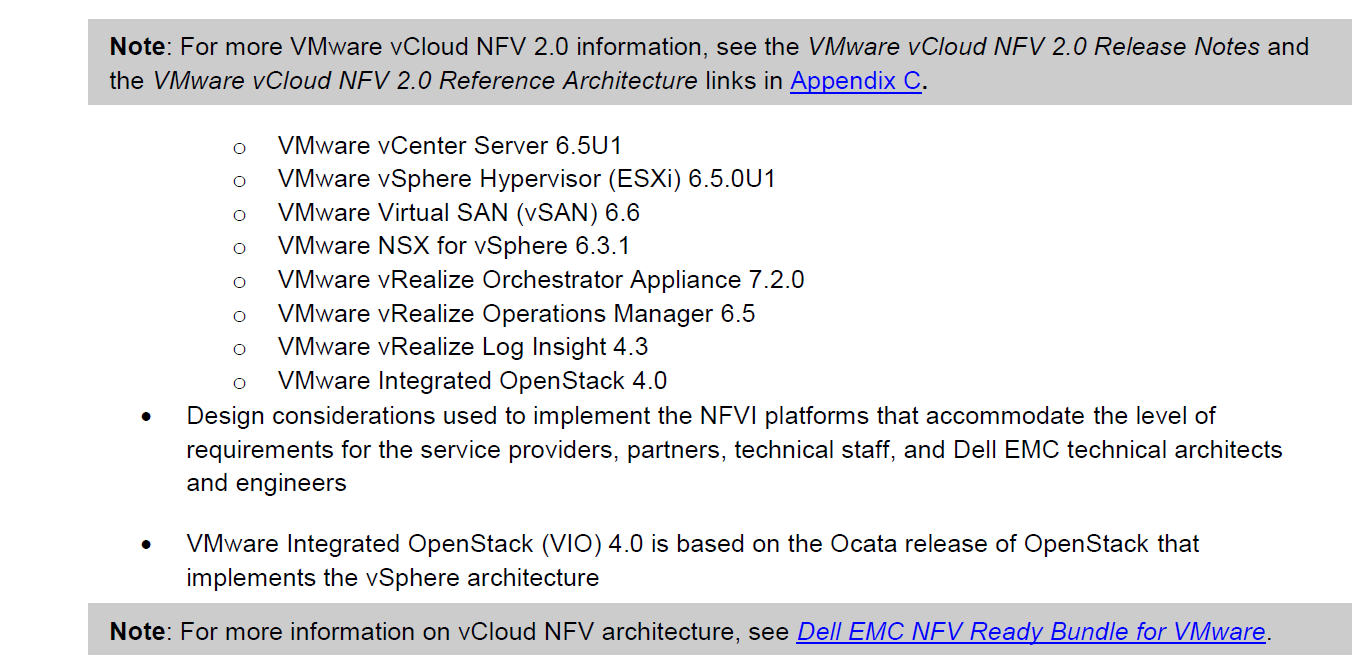 Note: For more VMware vCloud NFV 2.0 information, see the VMware vCloud NFV 2.0 Release Notes and
the VMware vCloud NFV 2.0 Reference Architecture links in Appendix C.
o VMware vCenter Server 6.5U1
o VMware vSphere Hypervisor (ESXi) 6.5.0U1
o VMware Virtual SAN (vSAN) 6.6
o VMware NSX for vSphere 6.3.1
o VMware vRealize Orchestrator Appliance 7.2.0
o VMware vRealize Operations Manager 6.5
o VMware vRealize Log Insight 4.3
o VMware Integrated OpenStack 4.0
• Design considerations used to implement the NFVI platforms that accommodate the level of
requirements for the service providers, partners, technical staff, and Dell EMC technical architects
and engineers
• VMware Integrated OpenStack (VIO) 4.0 is based on the Ocata release of OpenStack that
implements the vSphere architecture
Note: For more information on vCloud NFV architecture, see Dell EMC NFV Ready Bundle for VMware.